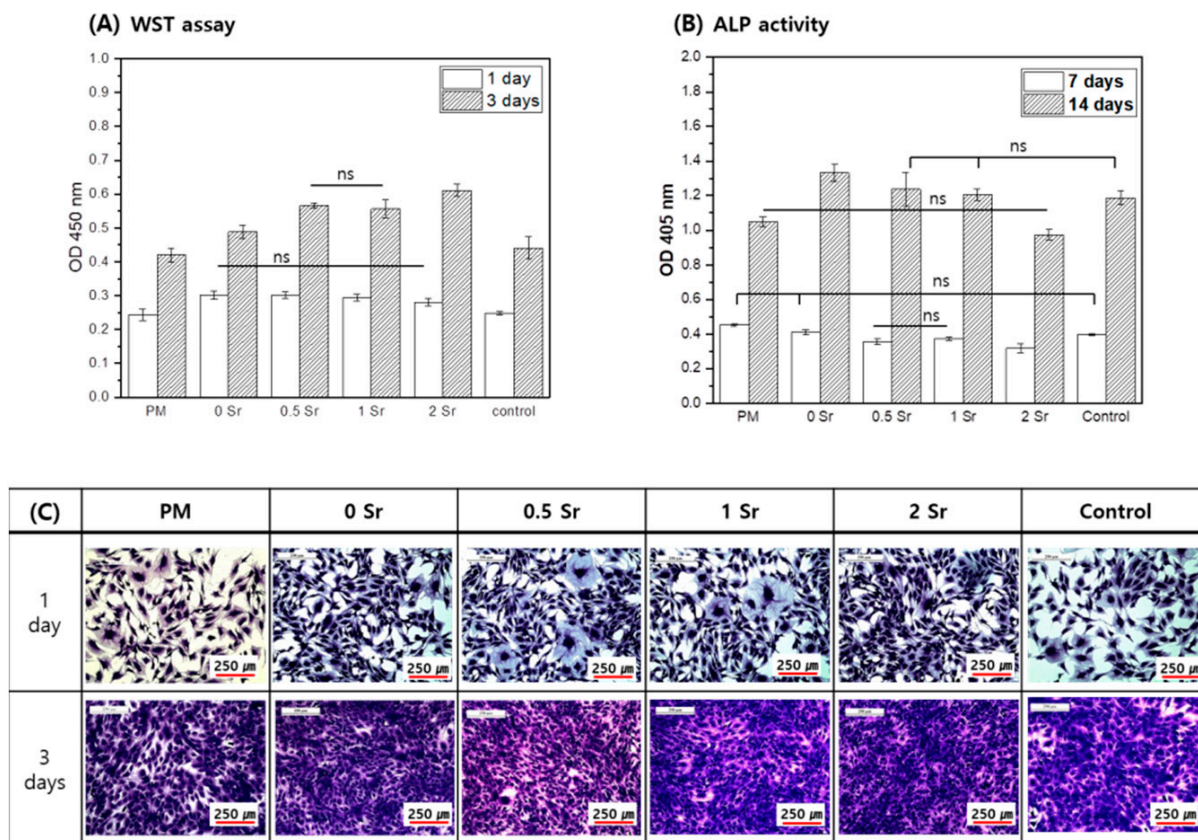 (A) WST assay
1.0
0.9
0.8
0.7
0.6
0.5
0.4
0.3
0.2
0.1
0.0
OD 450 nm
1 day
3 days
ns
ns
PM 0 Sr 0.5 Sr 1 Sr 2 Sr control
(B) ALP activity
2.0
1.8
1.6
1.4
1.2
1.0
0.8
0.6
0.4
0.2
0.0
OD 405 nm
7 days
14 days
ns
ns
ns
ns
PM 0 Sr 0.5 Sr 1 Sr 2 Sr Control
(C) PM 0 Sr 0.5 Sr 1 Sr 2 Sr Control
1
day
250 μm 250 μm 250 μm 250 μm 250 μm 250 μm
3
days
250 μm 250 μm 250 μm 250 μm 250 μm 250 μm